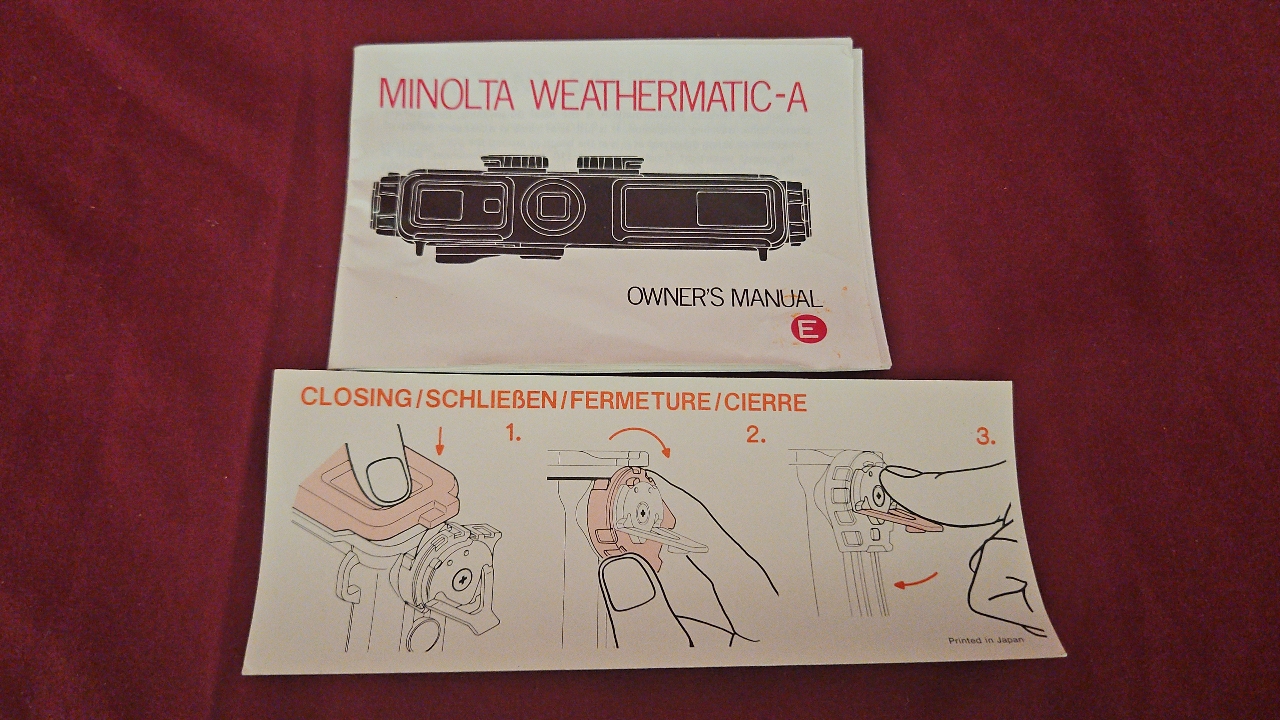 MINOLTA WEATHERMATIC-A
OWNER'S MANUAL
E
CLOSING/SCHLIEßEN/FERMETURE/CIERRE
1.
2.
3.
Printed in Japan